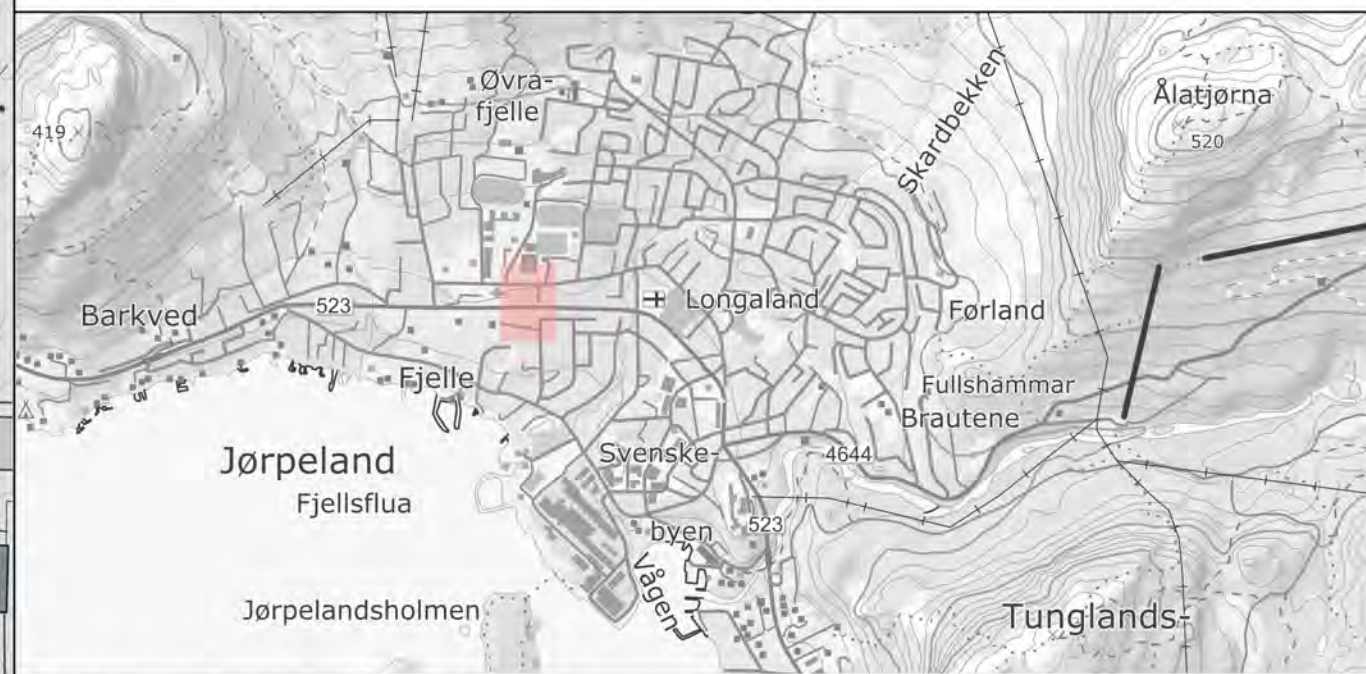 Øvra-
fjelle
Ålatjørna
520
419
Skardbekken
Barkved
523
Longaland
Førland
Fjelle
Fullshammar
Brautene
Jørpeland
Fjellsflua
Svenske-
byen
4644
523
Vågen
Jørpelandsholmen
Tunglands-